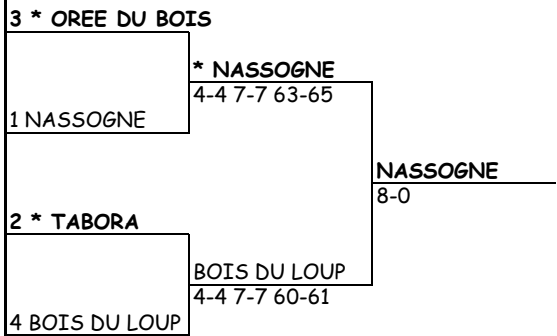 3 * OREE DU BOIS
* NASSOGNE
4-4 7-7 63-65
1 NASSOGNE
NASSOGNE
8-0
2 * TABORA
BOIS DU LOUP
4-4 7-7 60-61
4 BOIS DU LOUP